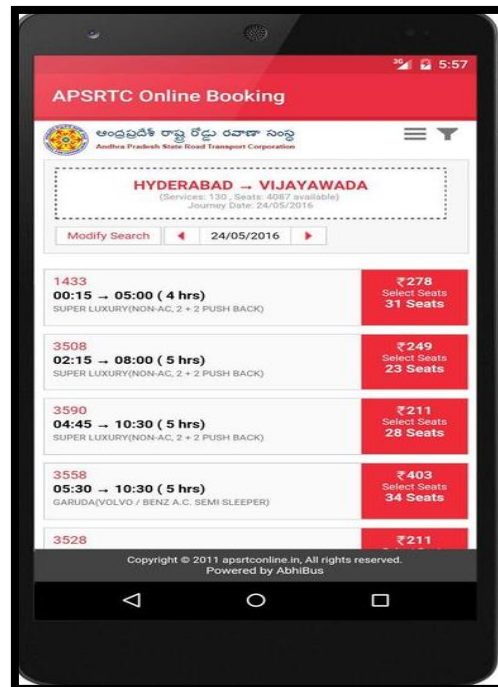 3G 5:57
APSRTC Online Booking
ఆంధ్రప్రదేశ్ రాష్ట్ర రోడ్డు రవాణా సంస్థ
Andhra Pradesh State Road Transport Corporation
HYDERABAD → VIJAYAWADA
(Services: 130 , Seats: 4087 available)
Journey Date: 24/05/2016
Modify Search 24/05/2016
1433 ₹278
00:15 → 05:00 ( 4 hrs) Select Seats
SUPER LUXURY(NON-AC, 2 + 2 PUSH BACK) 31 Seats
3508 ₹249
02:15 → 08:00 ( 5 hrs) Select Seats
SUPER LUXURY(NON-AC, 2 + 2 PUSH BACK) 23 Seats
3590 ₹211
04:45 → 10:30 ( 5 hrs) Select Seats
SUPER LUXURY(NON-AC, 2 + 2 PUSH BACK) 28 Seats
3558 ₹403
05:30 → 10:30 ( 5 hrs) Select Seats
GARUDA(VOLVO / BENZ A.C. SEMI SLEEPER) 34 Seats
3528 ₹211
Copyright © 2011 apsrtconline.in, All rights reserved.
Powered by AbhiBus